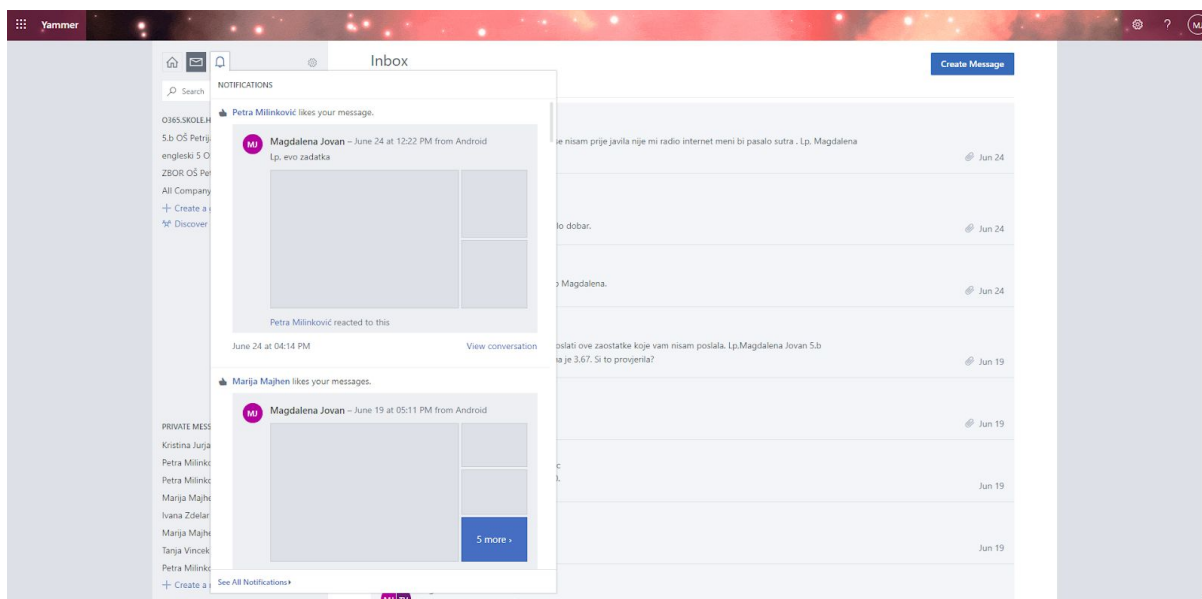 Yammer
?
Inbox
Create Message
Search
NOTIFICATIONS
Petra Milinković likes your message.
MJ
Magdalena Jovan – June 24 at 12:22 PM from Android
Lp, evo zadatka
Petra Milinković reacted to this
June 24 at 04:14 PM
View conversation
Marija Majhen likes your messages.
MJ
Magdalena Jovan – June 19 at 05:11 PM from Android
5 more ›
See All Notifications
O365.SKOLE.H
5.b OŠ Petrij
engleski 5 O
ZBOR OŠ Pet
All Company
+ Create a
Discover
PRIVATE MESS
Kristina Jurja
Petra Milinko
Petra Milinko
Marija Majhe
Ivana Zdelar
Marija Majhe
Tanja Vincek
Petra Milinko
+ Create a
se nisam prije javila nije mi radio internet meni bi pasalo sutra . Lp. Magdalena
Jun 24
lo dobar.
Jun 24
Magdalena.
Jun 24
oslati ove zaostatke koje vam nisam poslala. Lp.Magdalena Jovan 5.b
na je 3.67. Si to provjerila?
Jun 19
Jun 19
Jun 19
Jun 19